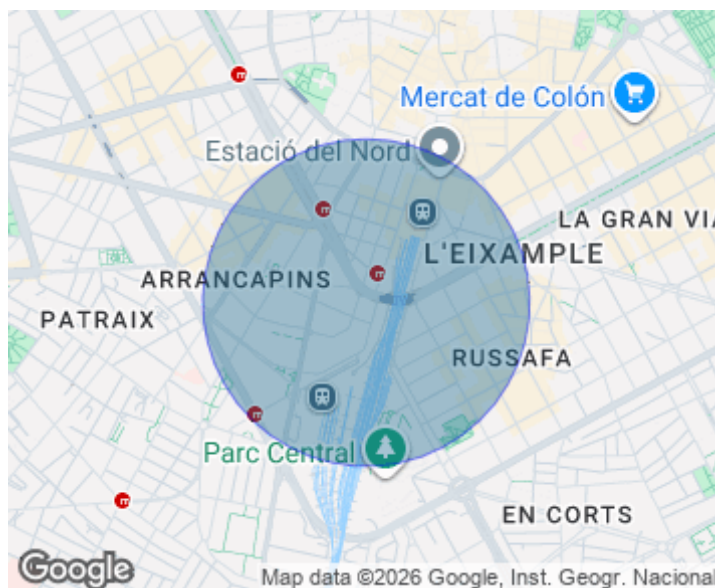 Mercat de Colón
Estació del Nord
LA GRAN VIA
L'EIXAMPLE
ARRANCAPINS
PATRAIX
RUSSAFA
Parc Central
EN CORTS
Google
Map data ©2026 Google, Inst. Geogr. Nacional